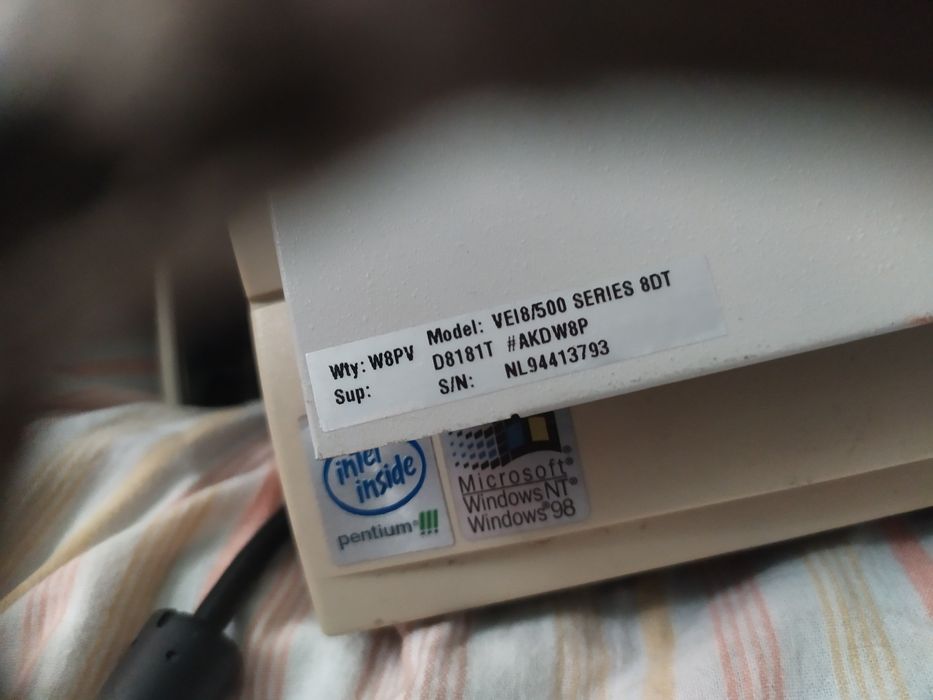 Wty: W8PV Model: VEI8/500 SERIES 8DT
D8181T #AKDW8P
Sup: S/N: NL94413793
intel
inside
pentium®!!!
Microsoft®
Windows NT®
Windows®98